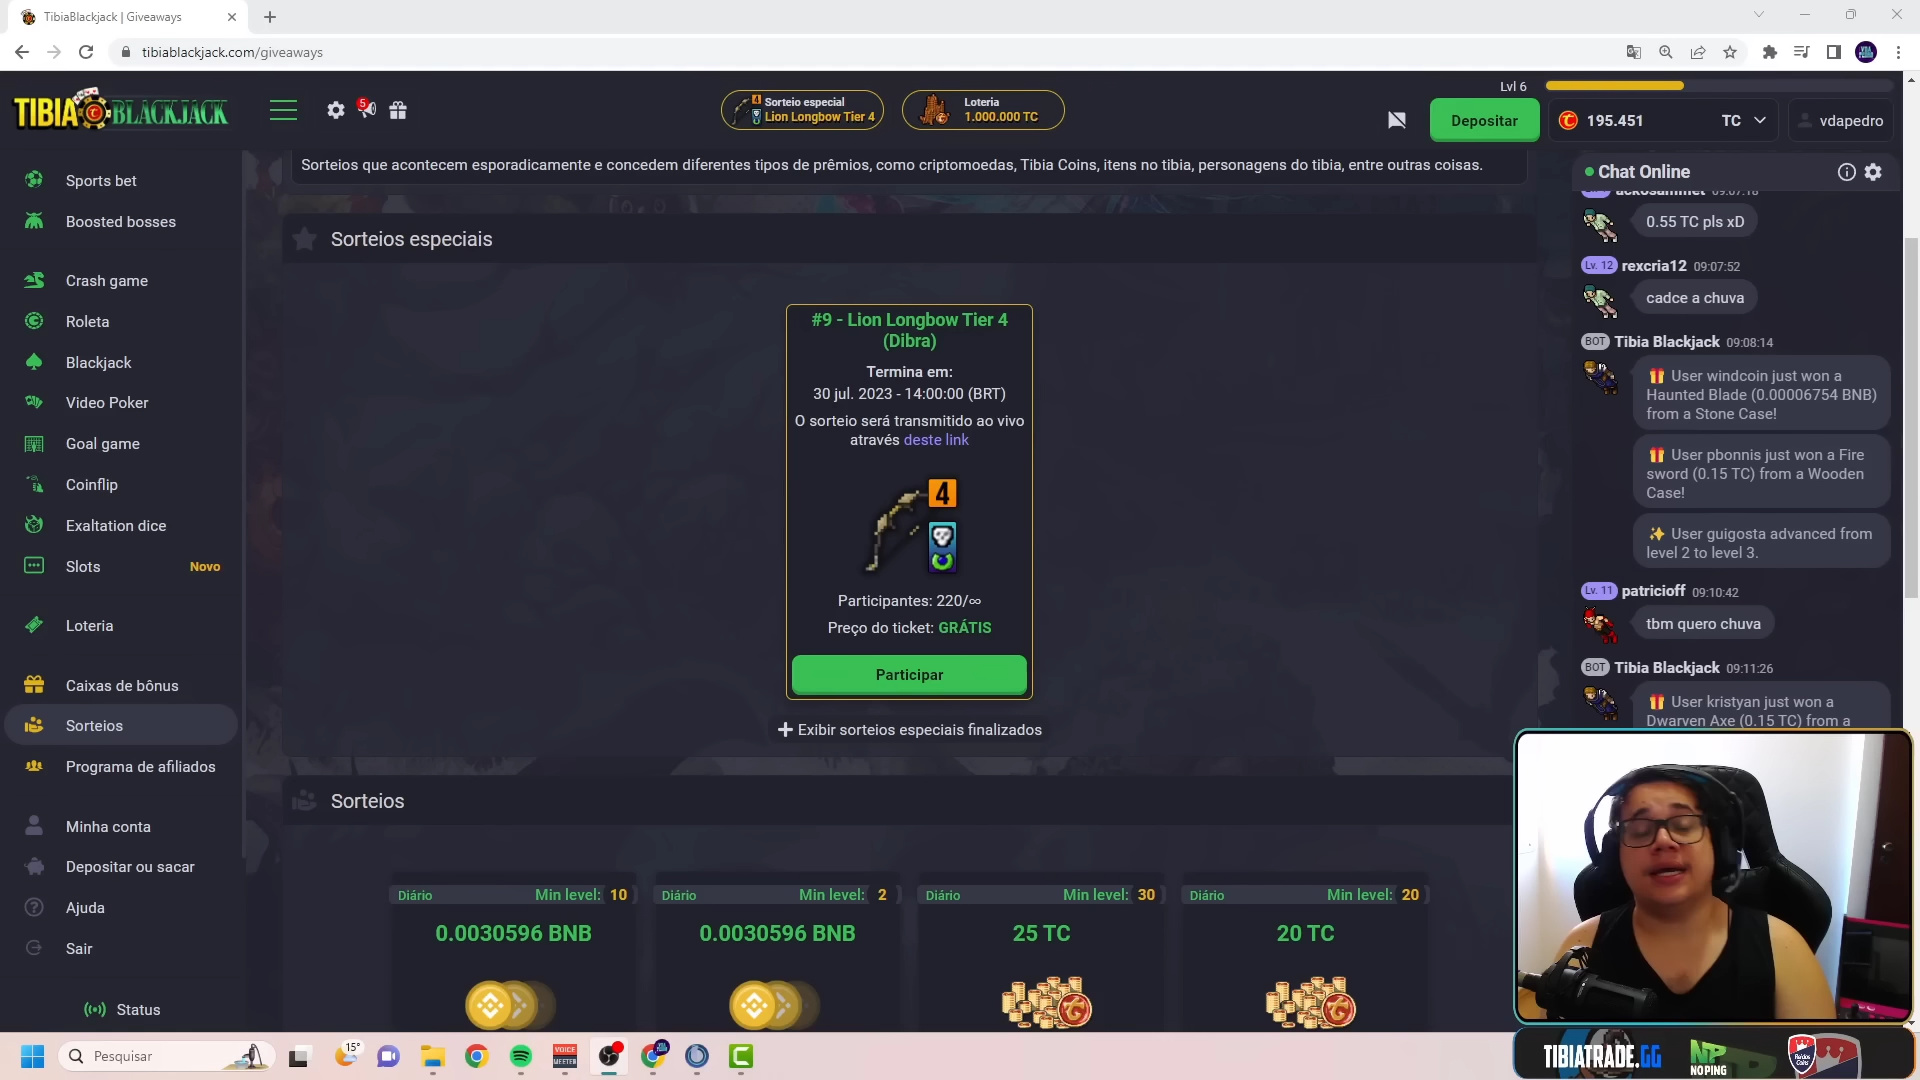 TibiaBlackjack | Giveaways
tibiablackjack.com/giveaways
TIBIA BLACKJACK
5
4
Sorteio especial
Lion Longbow Tier 4
Loteria
1.000.000 TC
Lvl 6
Depositar
195.451
TC
vdapedro
Sports bet
Boosted bosses
Crash game
Roleta
Blackjack
Video Poker
Goal game
Coinflip
Exaltation dice
Slots
Novo
Loteria
Caixas de bônus
Sorteios
Programa de afiliados
Minha conta
Depositar ou sacar
Ajuda
Sair
Status
Sorteios que acontecem esporadicamente e concedem diferentes tipos de prêmios, como criptomoedas, Tibia Coins, itens no tibia, personagens do tibia, entre outras coisas.
Sorteios especiais
#9 - Lion Longbow Tier 4
(Dibra)
Termina em:
30 jul. 2023 - 14:00:00 (BRT)
O sorteio será transmitido ao vivo
através deste link
4
Participantes: 220/∞
Preço do ticket: GRÁTIS
Participar
Exibir sorteios especiais finalizados
Sorteios
Diário Min level: 10
0.0030596 BNB
Diário Min level: 2
0.0030596 BNB
Diário Min level: 30
25 TC
Diário Min level: 20
20 TC
Chat Online
ackosammet 09:07:18
0.55 TC pls xD
Lv. 12 rexcria12 09:07:52
cadce a chuva
BOT Tibia Blackjack 09:08:14
User windcoin just won a
Haunted Blade (0.00006754 BNB)
from a Stone Case!
User pbonnis just won a Fire
sword (0.15 TC) from a Wooden
Case!
User guigosta advanced from
level 2 to level 3.
Lv. 11 patricioff 09:10:42
tbm quero chuva
BOT Tibia Blackjack 09:11:26
User kristyan just won a
Dwarven Axe (0.15 TC) from a
Pesquisar
15°
VOICE
MEETER
TIBIATRADE.GG
NP
NOPING